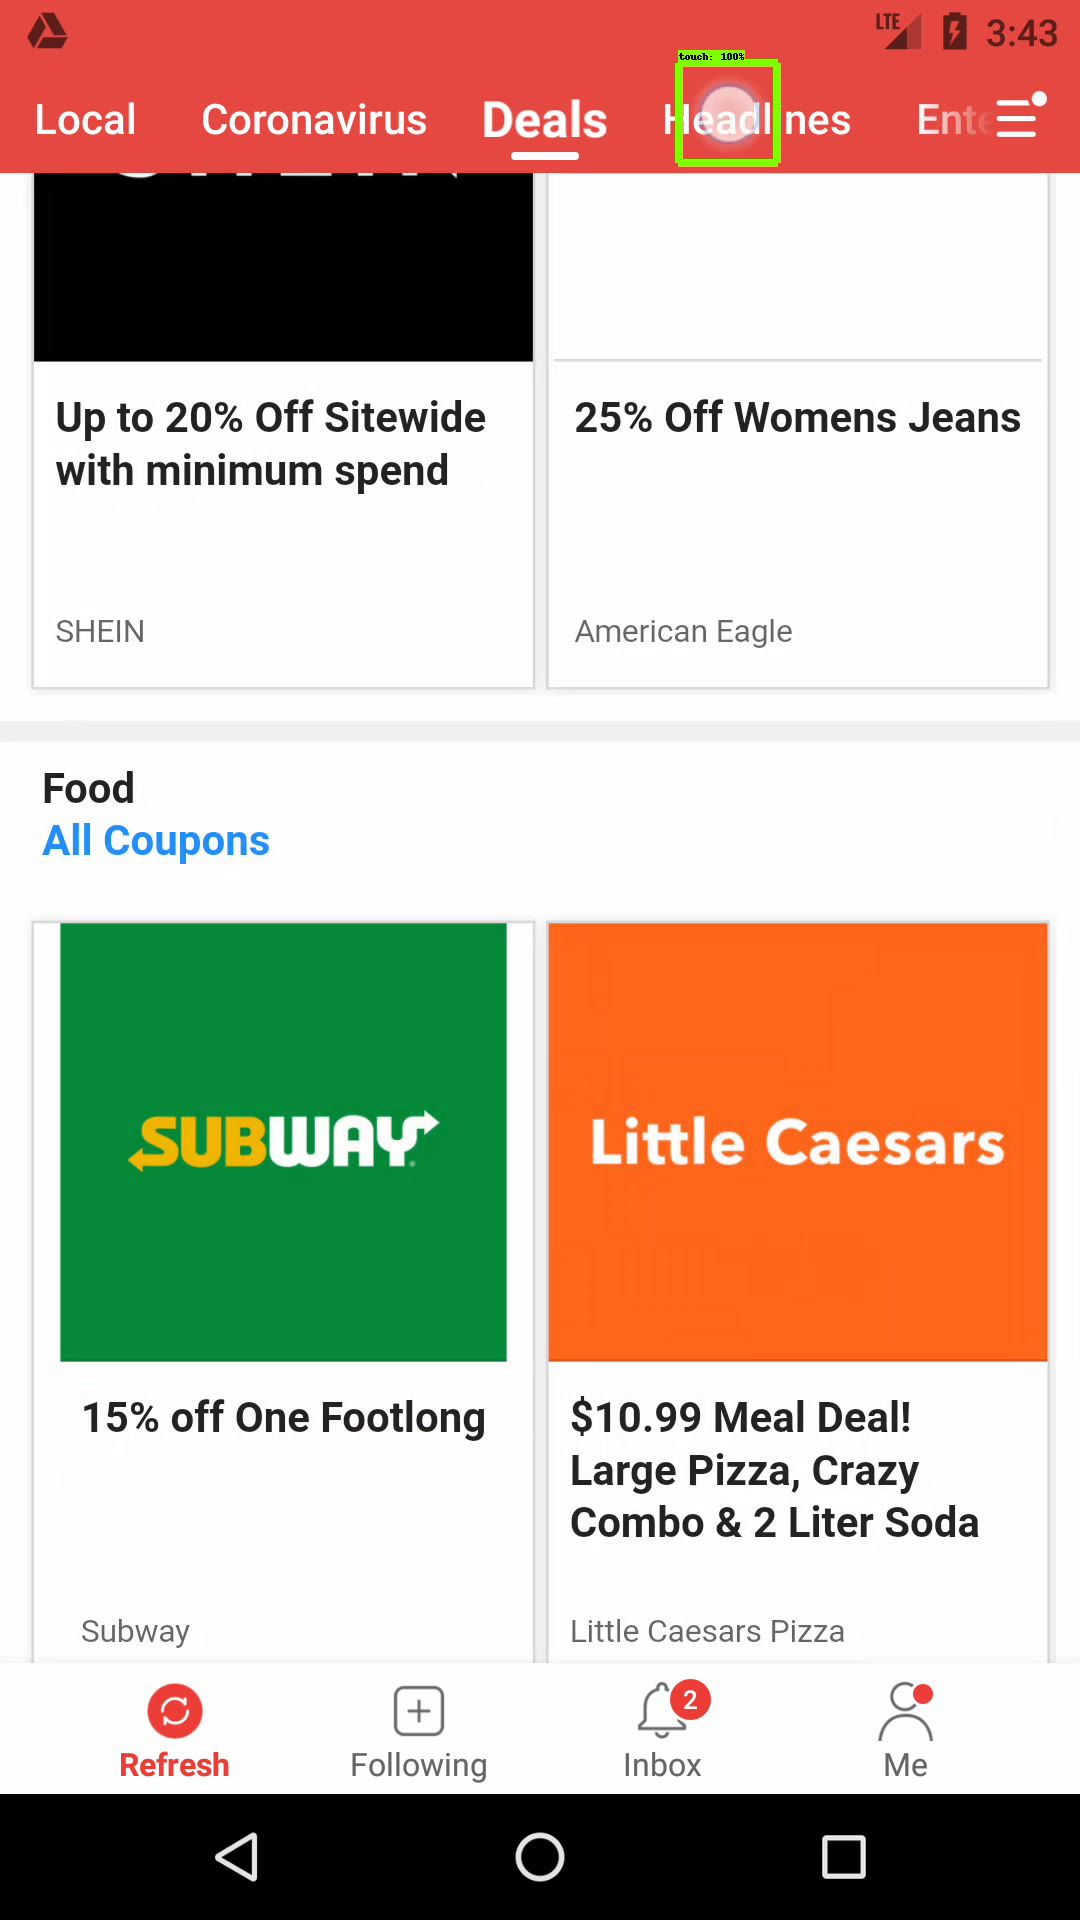 LTE 3:43
touch: 100%
Local Coronavirus Deals Headlines Ente
Up to 20% Off Sitewide
with minimum spend
SHEIN
25% Off Womens Jeans
American Eagle
Food
All Coupons
SUBWAY
15% off One Footlong
Subway
Little Caesars
$10.99 Meal Deal!
Large Pizza, Crazy
Combo & 2 Liter Soda
Little Caesars Pizza
2
Refresh Following Inbox Me